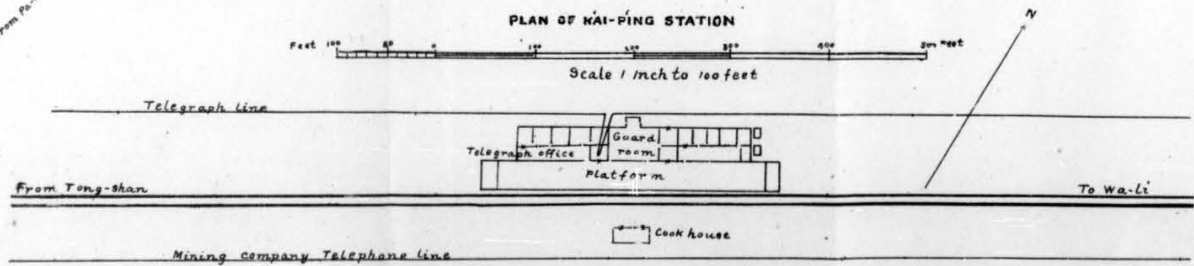 PLAN OF KAI-PING STATION
Feet 100 50 0 100 200 300 400 500 Feet
Scale 1 Inch to 100 feet
N
Telegraph line
Guard
Telegraph office room
Platform
From Tong-shan To Wa-li
Cook house
Mining company Telephone line